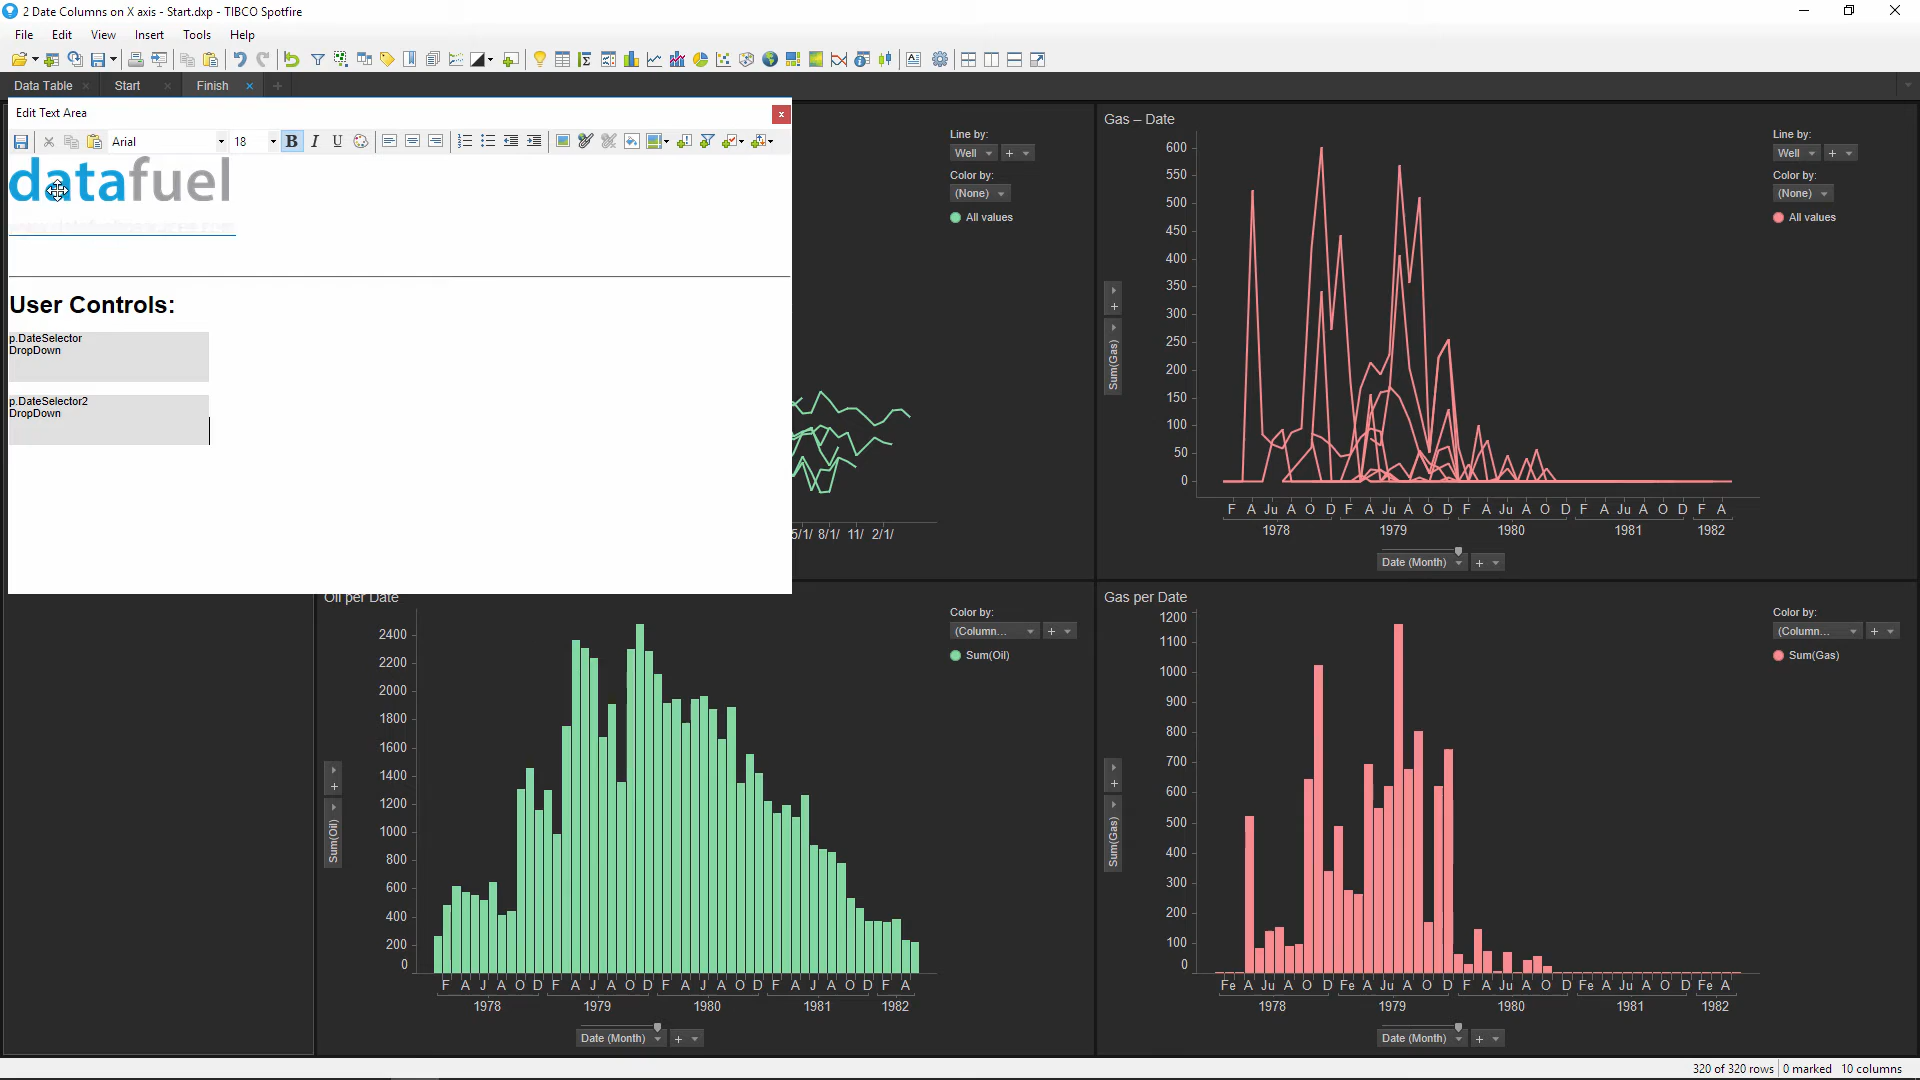 2 Date Columns on X axis - Start.dxp - TIBCO Spotfire
File Edit View Insert Tools Help
Data Table Start Finish
Edit Text Area
Arial 18 B I U
datafuel
User Controls:
p.DateSelector
DropDown
p.DateSelector2
DropDown
Line by:
Well
Color by:
(None)
All values
5/1/ 8/1/ 11/ 2/1/
Gas – Date
Line by:
Well
Color by:
(None)
All values
600
550
500
450
400
350
300
250
200
150
100
50
0
Sum(Gas)
F A Ju A O D F A Ju A O D F A Ju A O D F A Ju A O D F A
1978 1979 1980 1981 1982
Date (Month)
Oil per Date
Color by:
(Column...
Sum(Oil)
2400
2200
2000
1800
1600
1400
1200
1000
800
600
400
200
0
Sum(Oil)
F A J A O D F A J A O D F A J A O D F A J A O D F A
1978 1979 1980 1981 1982
Date (Month)
Gas per Date
Color by:
(Column...
Sum(Gas)
1200
1100
1000
900
800
700
600
500
400
300
200
100
0
Sum(Gas)
Fe A Ju A O D Fe A Ju A O D F A Ju A O D Fe A Ju A O D Fe A
1978 1979 1980 1981 1982
Date (Month)
320 of 320 rows 0 marked 10 columns